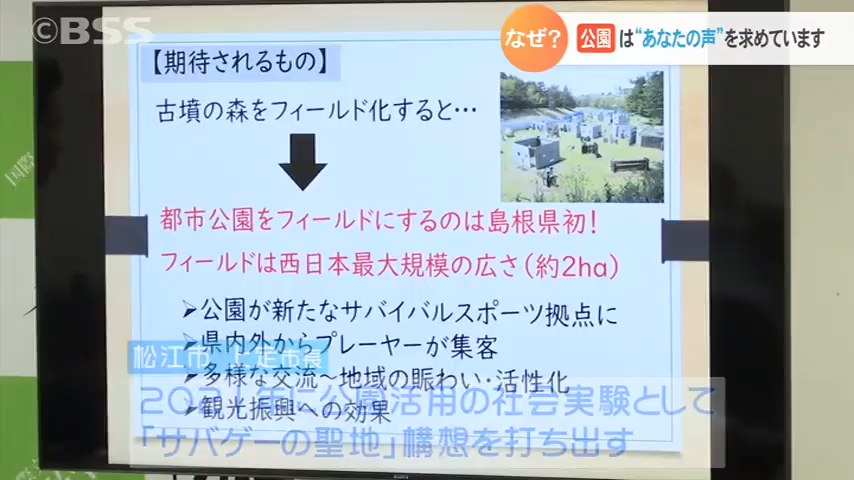 ©BSS
なぜ？
公園は“あなたの声”を求めています
【期待されるもの】
古墳の森をフィールド化すると…
都市公園をフィールドにするのは島根県初！
フィールドは西日本最大規模の広さ（約2ha）
➢公園が新たなサバイバルスポーツ拠点に
➢県内外からプレーヤーが集客
➢多様な交流～地域の賑わい・活性化
➢観光振興への効果
国際
松江市 上定市長
年に公園活用の社会実験として
「サバゲーの聖地」構想を打ち出す